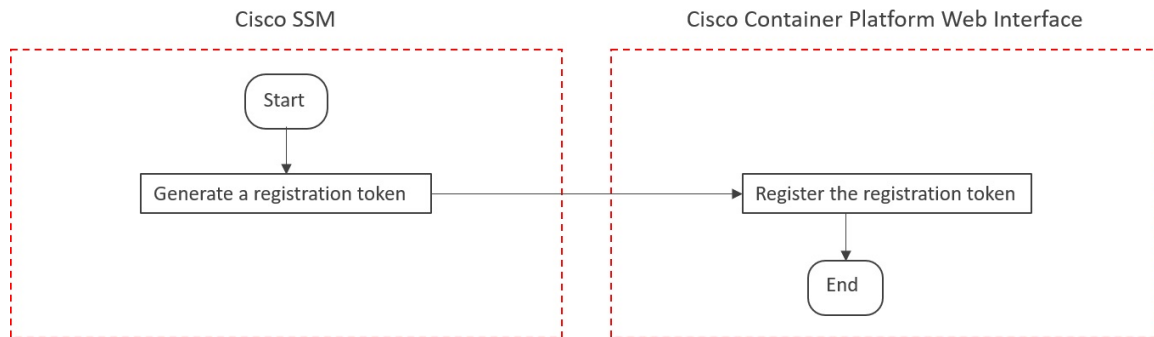 Cisco SSM
Cisco Container Platform Web Interface
Start
Generate a registration token
Register the registration token
End